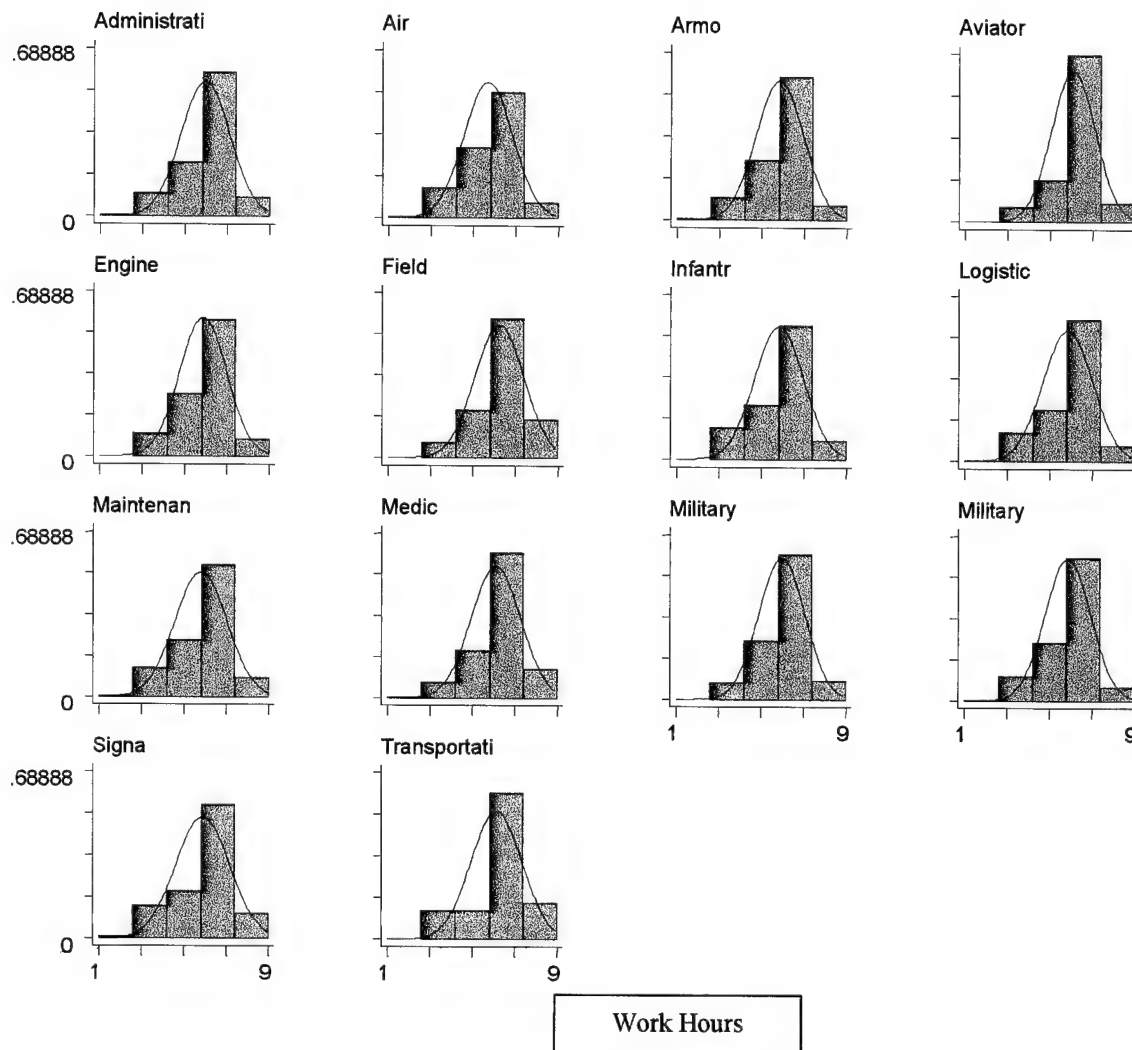 Administrati
Air
Armo
Aviator
.68888
0
Engine
Field
Infantr
Logistic
.68888
0
Maintenan
Medic
Military
Military
.68888
0
1
9
1
9
Signa
Transportati
.68888
0
1
9
1
9
Work Hours